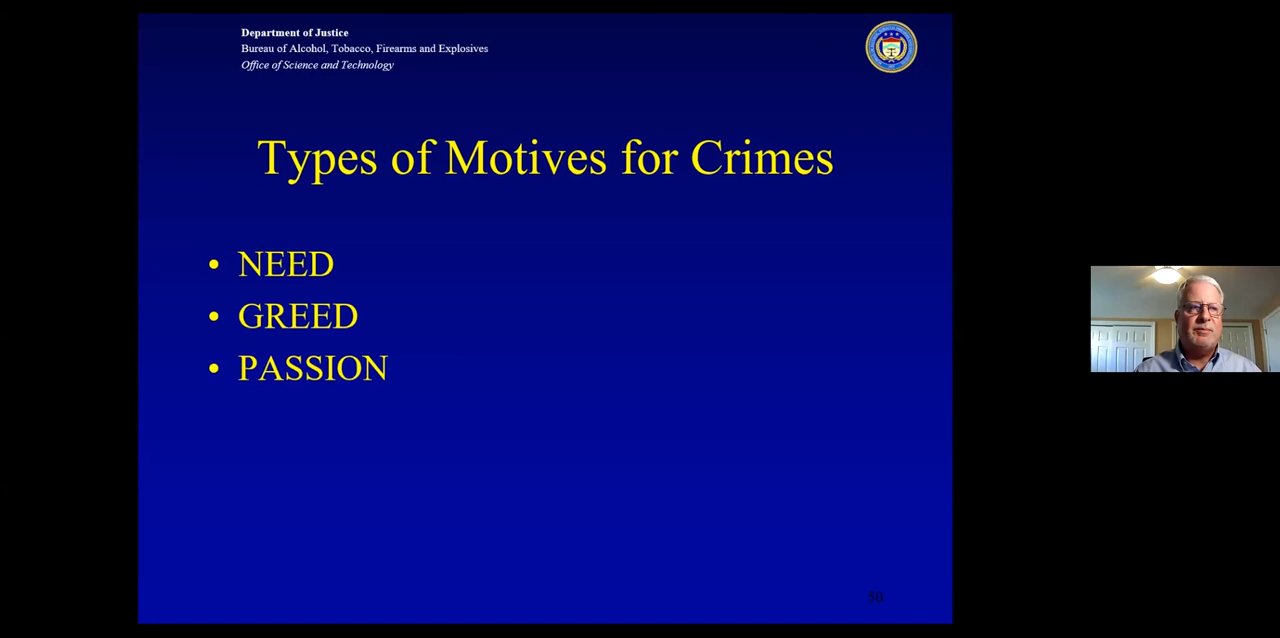 Department of Justice
Bureau of Alcohol, Tobacco, Firearms and Explosives
Office of Science and Technology
Types of Motives for Crimes
• NEED
• GREED
• PASSION
50